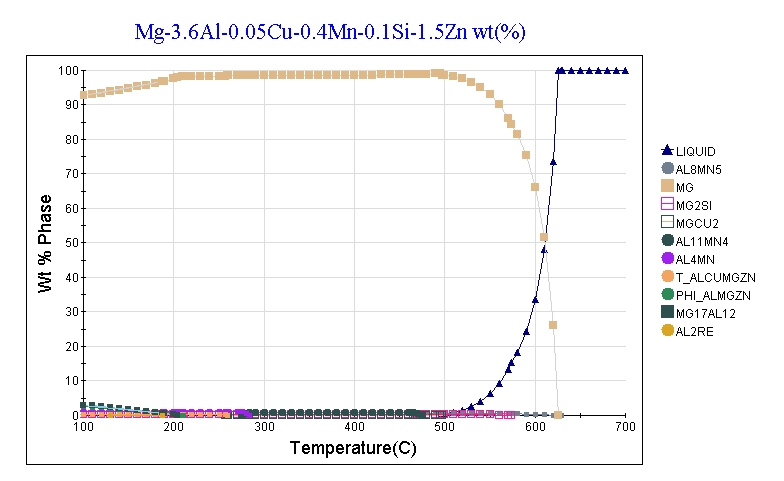 Mg-3.6Al-0.05Cu-0.4Mn-0.1Si-1.5Zn wt(%)
100
90
80
70
60
50
40
30
20
10
0
Wt % Phase
100 200 300 400 500 600 700
Temperature(C)
LIQUID
AL8MN5
MG
MG2SI
MGCU2
AL11MN4
AL4MN
T_ALCUMGZN
PHI_ALMGZN
MG17AL12
AL2RE